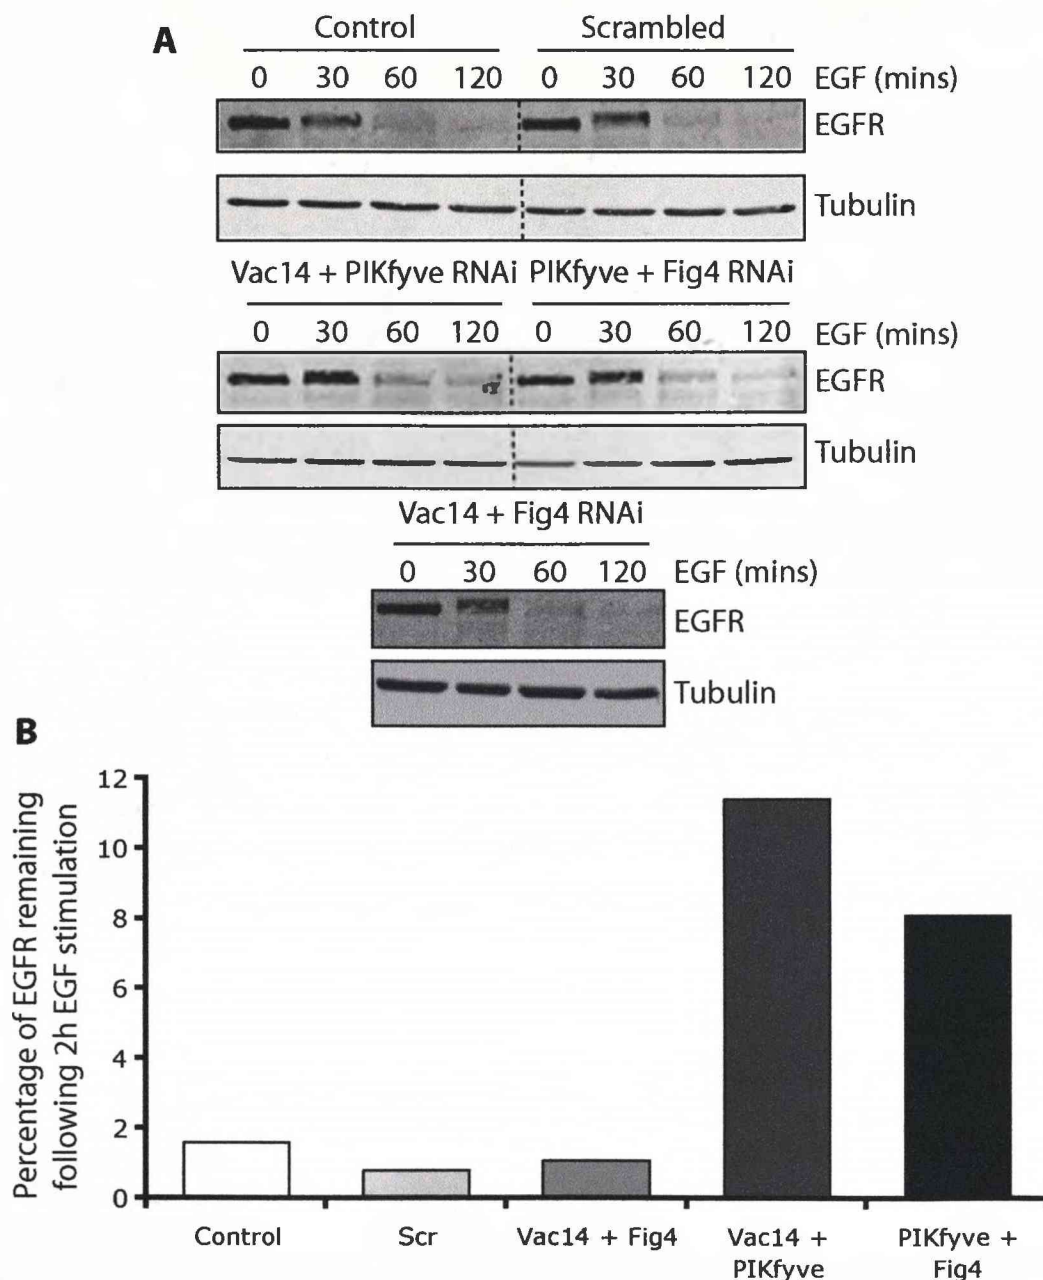 A
Control Scrambled
0 30 60 120 0 30 60 120 EGF (mins)
EGFR
Tubulin
Vac14 + PIKfyve RNAi PIKfyve + Fig4 RNAi
0 30 60 120 0 30 60 120 EGF (mins)
EGFR
Tubulin
Vac14 + Fig4 RNAi
0 30 60 120 EGF (mins)
EGFR
Tubulin
B
Percentage of EGFR remaining
following 2h EGF stimulation
12
10
8
6
4
2
0
Control Scr Vac14 + Fig4 Vac14 + PIKfyve +
PIKfyve Fig4